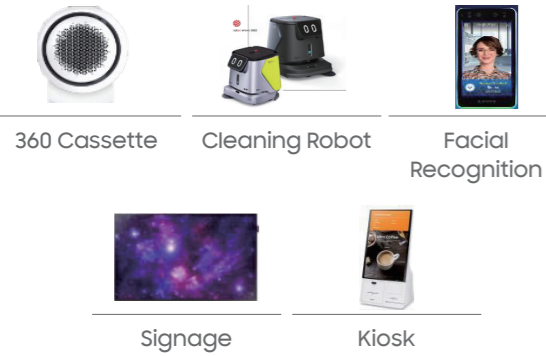 360 Cassette
Cleaning Robot
Facial
Recognition
Signage
Kiosk